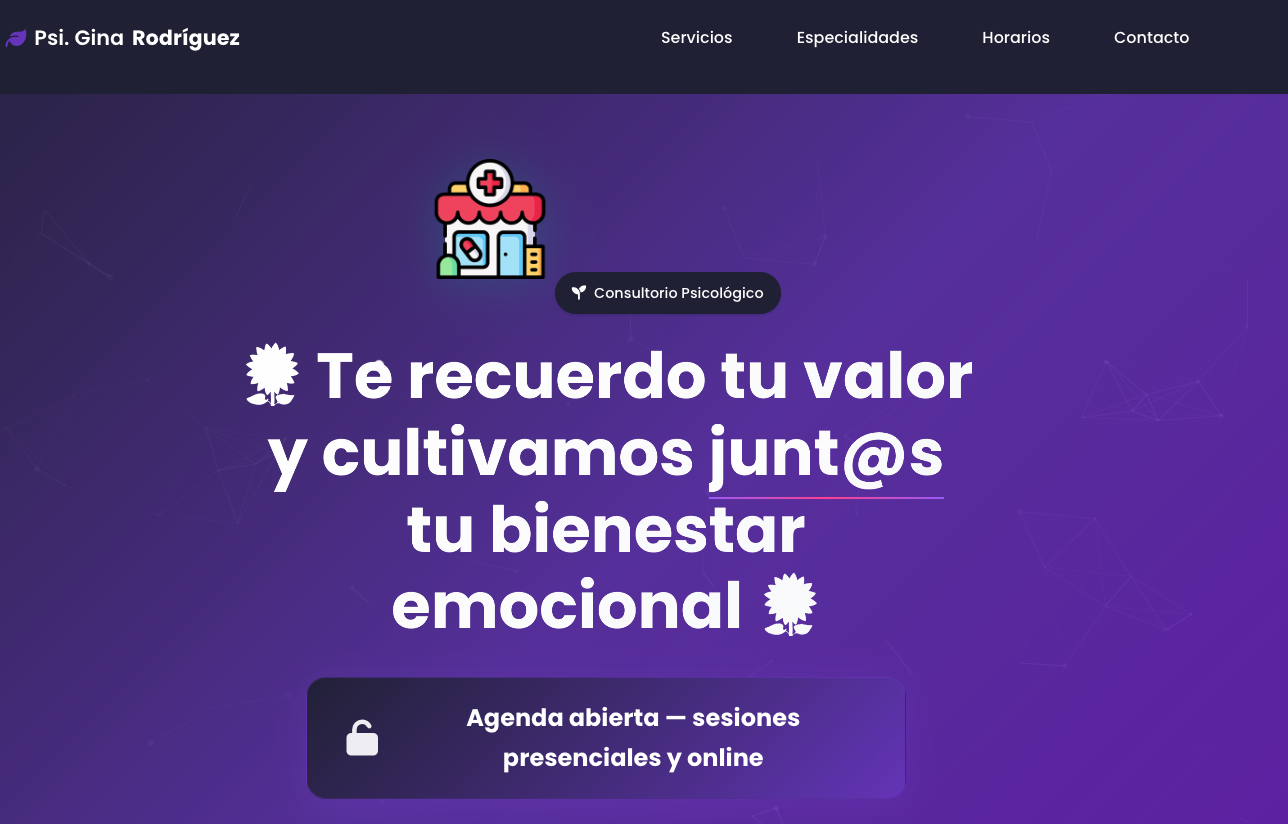 Psi. Gina Rodríguez
Servicios
Especialidades
Horarios
Contacto
Consultorio Psicológico
Te recuerdo tu valor
y cultivamos junt@s
tu bienestar
emocional
Agenda abierta — sesiones
presenciales y online